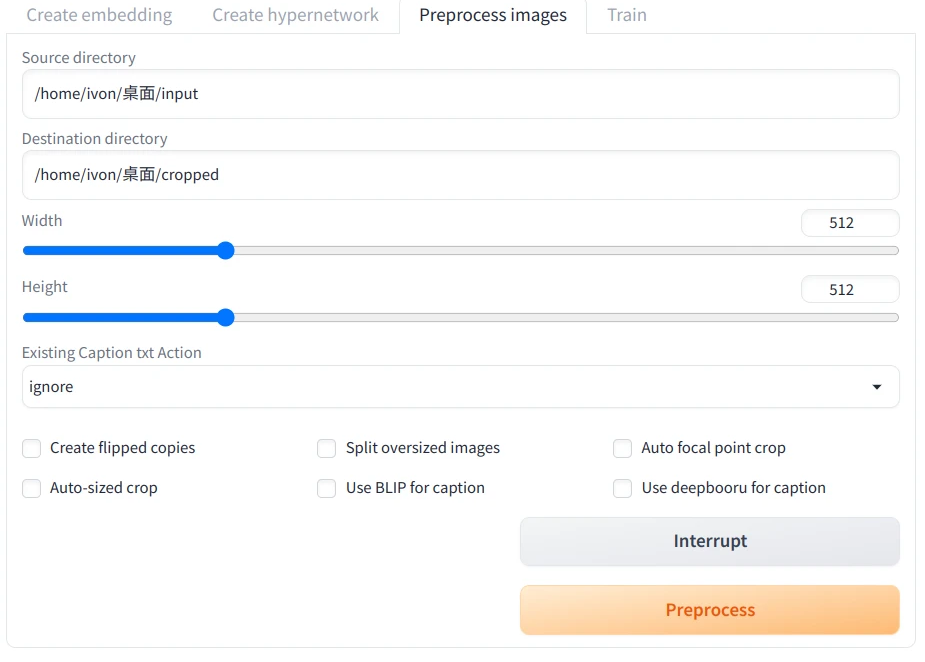 Create embedding Create hypernetwork Preprocess images Train
Source directory
/home/ivon/桌面/input
Destination directory
/home/ivon/桌面/cropped
Width 512
Height 512
Existing Caption txt Action
ignore
Create flipped copies Split oversized images Auto focal point crop
Auto-sized crop Use BLIP for caption Use deepbooru for caption
Interrupt
Preprocess